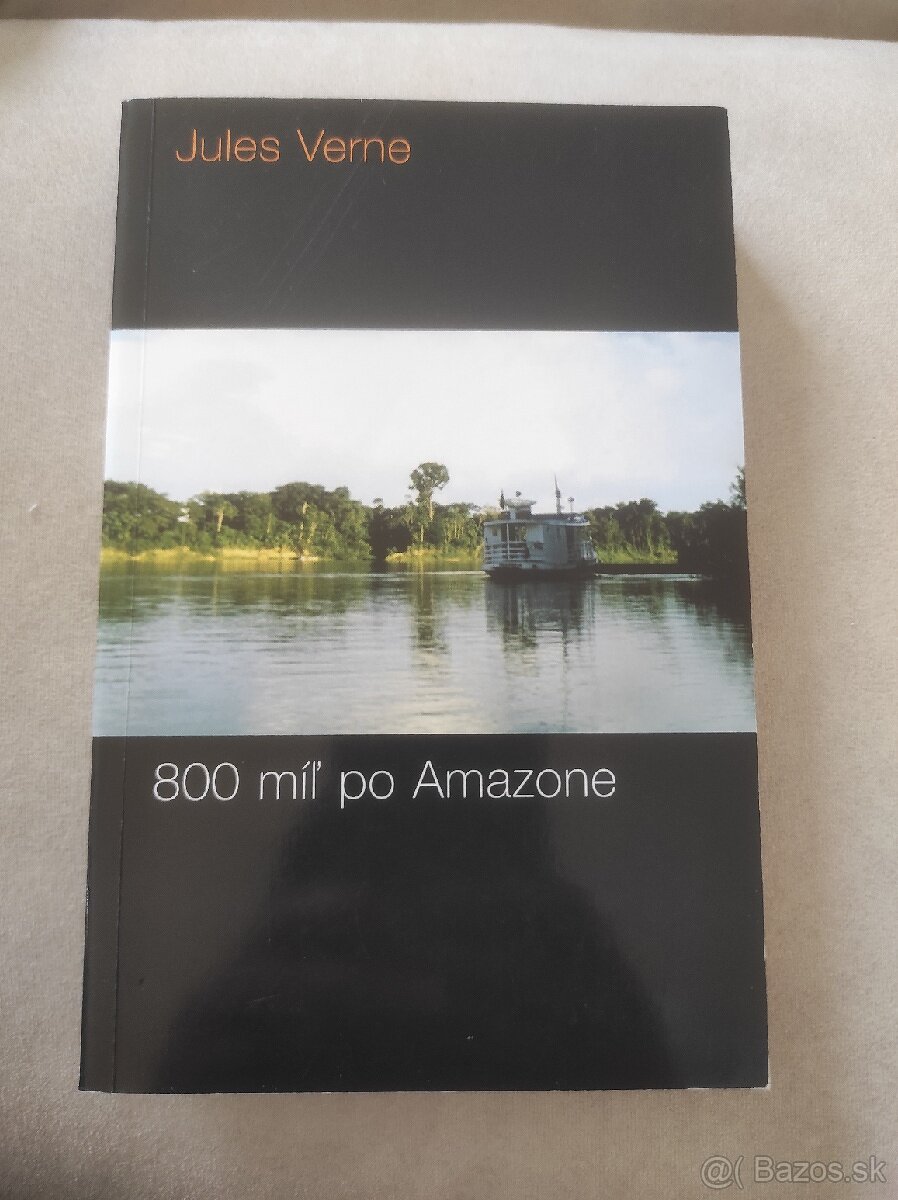 Jules Verne
800 míľ po Amazone
@( Bazos.sk